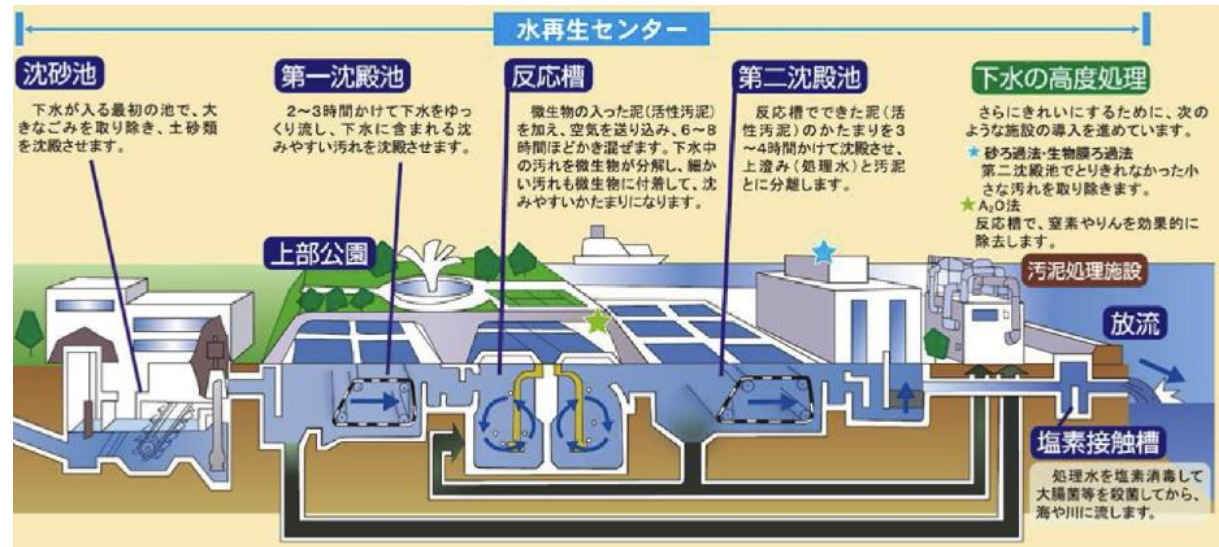 水再生センター
沈砂池
下水が入る最初の池で、大
きなごみを取り除き、土砂類
を沈殿させます。
第一沈殿池
2〜3時間かけて下水をゆっ
くり流し、下水に含まれる沈
みやすい汚れを沈殿させます。
反応槽
微生物の入った泥(活性汚泥)
を加え、空気を送り込み、6〜8
時間ほどかき混ぜます。下水
中の汚れを微生物が分解し、細か
い汚れも微生物に付着して、沈
みやすいかたまりになります。
第二沈殿池
反応槽でできた泥(活
性汚泥)のかたまりを3
〜4時間かけて沈殿させ、
上澄み(処理水)と汚泥
とに分離します。
下水の高度処理
さらにきれいにするために、次の
ような施設の導入を進めています。
★砂ろ過法・生物膜ろ過法
第二沈殿池でとりきれなかった小
さな汚れを取り除きます。
★A₂O法
反応槽で、窒素やりんを効果的に
除去します。
上部公園
汚泥処理施設
放流
塩素接触槽
処理水を塩素消毒して
大腸菌等を殺菌してから、
海や川に流します。